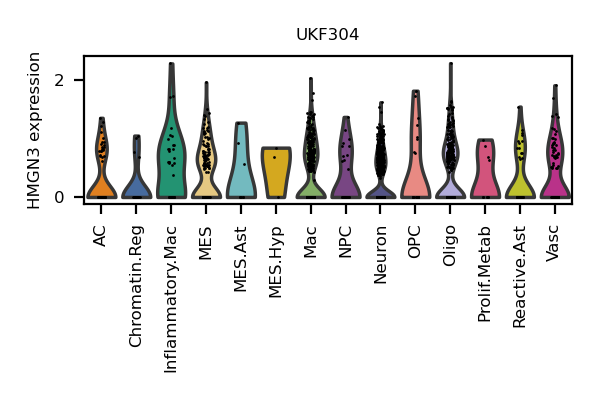 UKF304
HMGN3 expression
2
0
AC
Chromatin.Reg
Inflammatory.Mac
MES
MES.Ast
MES.Hyp
Mac
NPC
Neuron
OPC
Oligo
Prolif.Metab
Reactive.Ast
Vasc